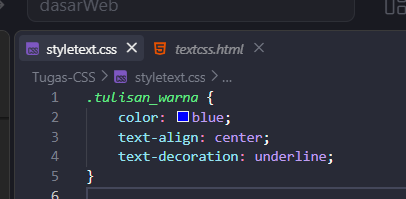 dasarWeb
styletext.css textcss.html
Tugas-CSS > styletext.css > ...
1 .tulisan_warna {
2 color: blue;
3 text-align: center;
4 text-decoration: underline;
5 }
6